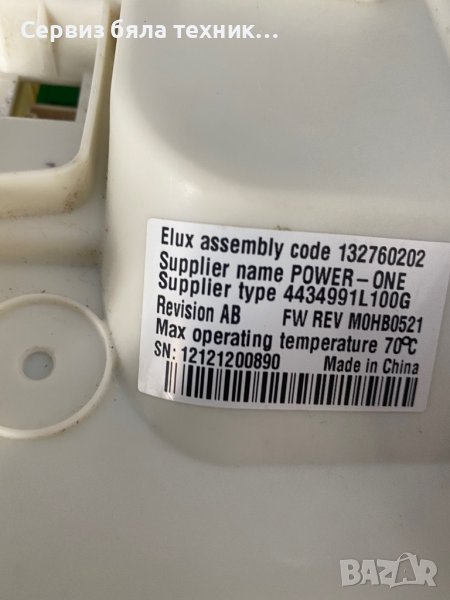 Сервиз бяла техник...
Elux assembly code 132760202
Supplier name POWER-ONE
Supplier type 4434991L100G
Revision AB FW REV M0HB0521
Max operating temperature 70℃
SN: 12121200890 Made in China
BAZAR